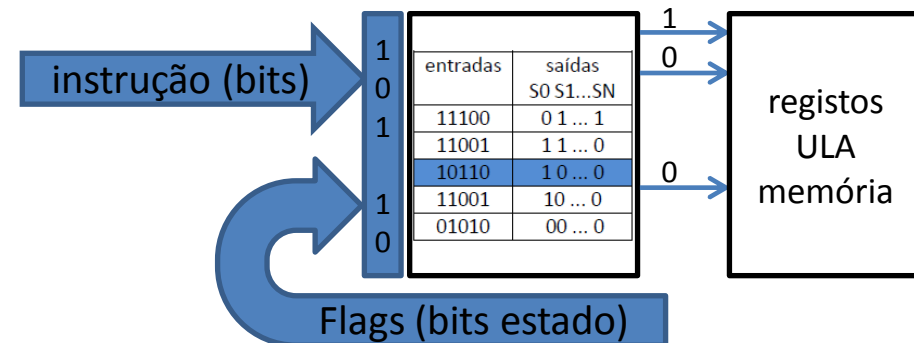 instrução (bits)
1
0
1
1
0
entradas saídas
S0 S1...SN
11100 0 1 ... 1
11001 1 1 ... 0
10110 1 0 ... 0
11001 10 ... 0
01010 00 ... 0
1
0
0
registos
ULA
memória
Flags (bits estado)